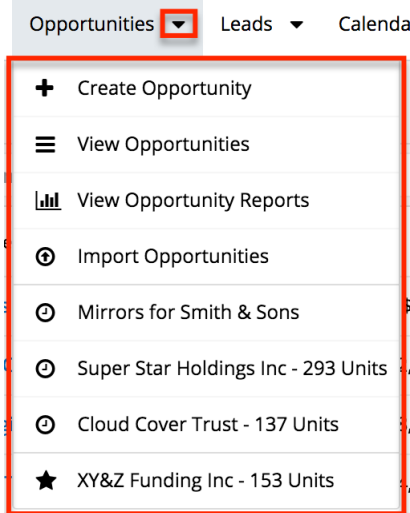 Opportunities Leads Calenda
Create Opportunity
View Opportunities
View Opportunity Reports
Import Opportunities
Mirrors for Smith & Sons
Super Star Holdings Inc - 293 Units
Cloud Cover Trust - 137 Units
XY&Z Funding Inc - 153 Units